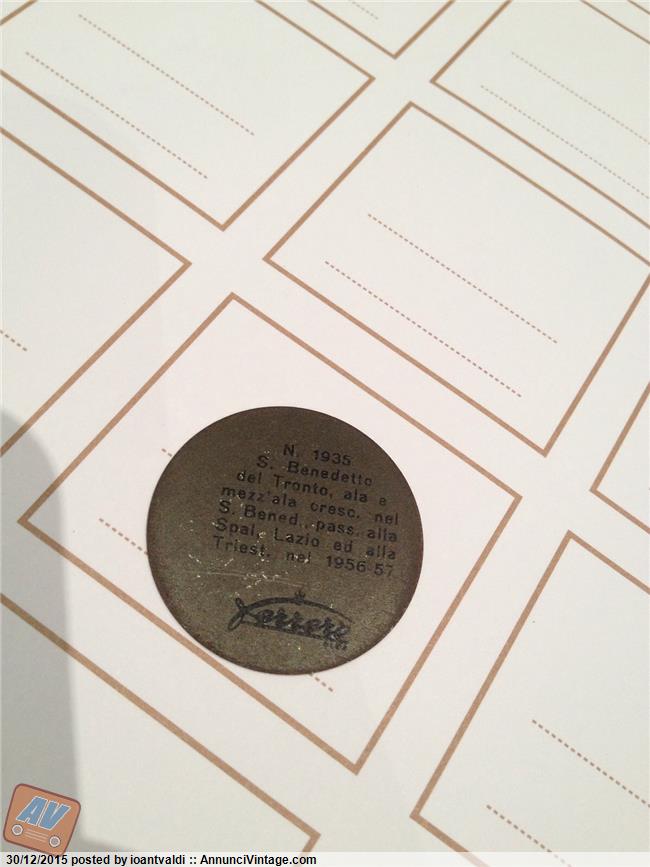 N. 1935
S. Benedetto
del Tronto, ala e
mezz'ala cresc. nel
S. Bened., pass. alla
Spal, Lazio ed alla
Triest. nel 1956-57
Ferrero
ALBA
AV
30/12/2015 posted by ioantvaldi :: AnnunciVintage.com